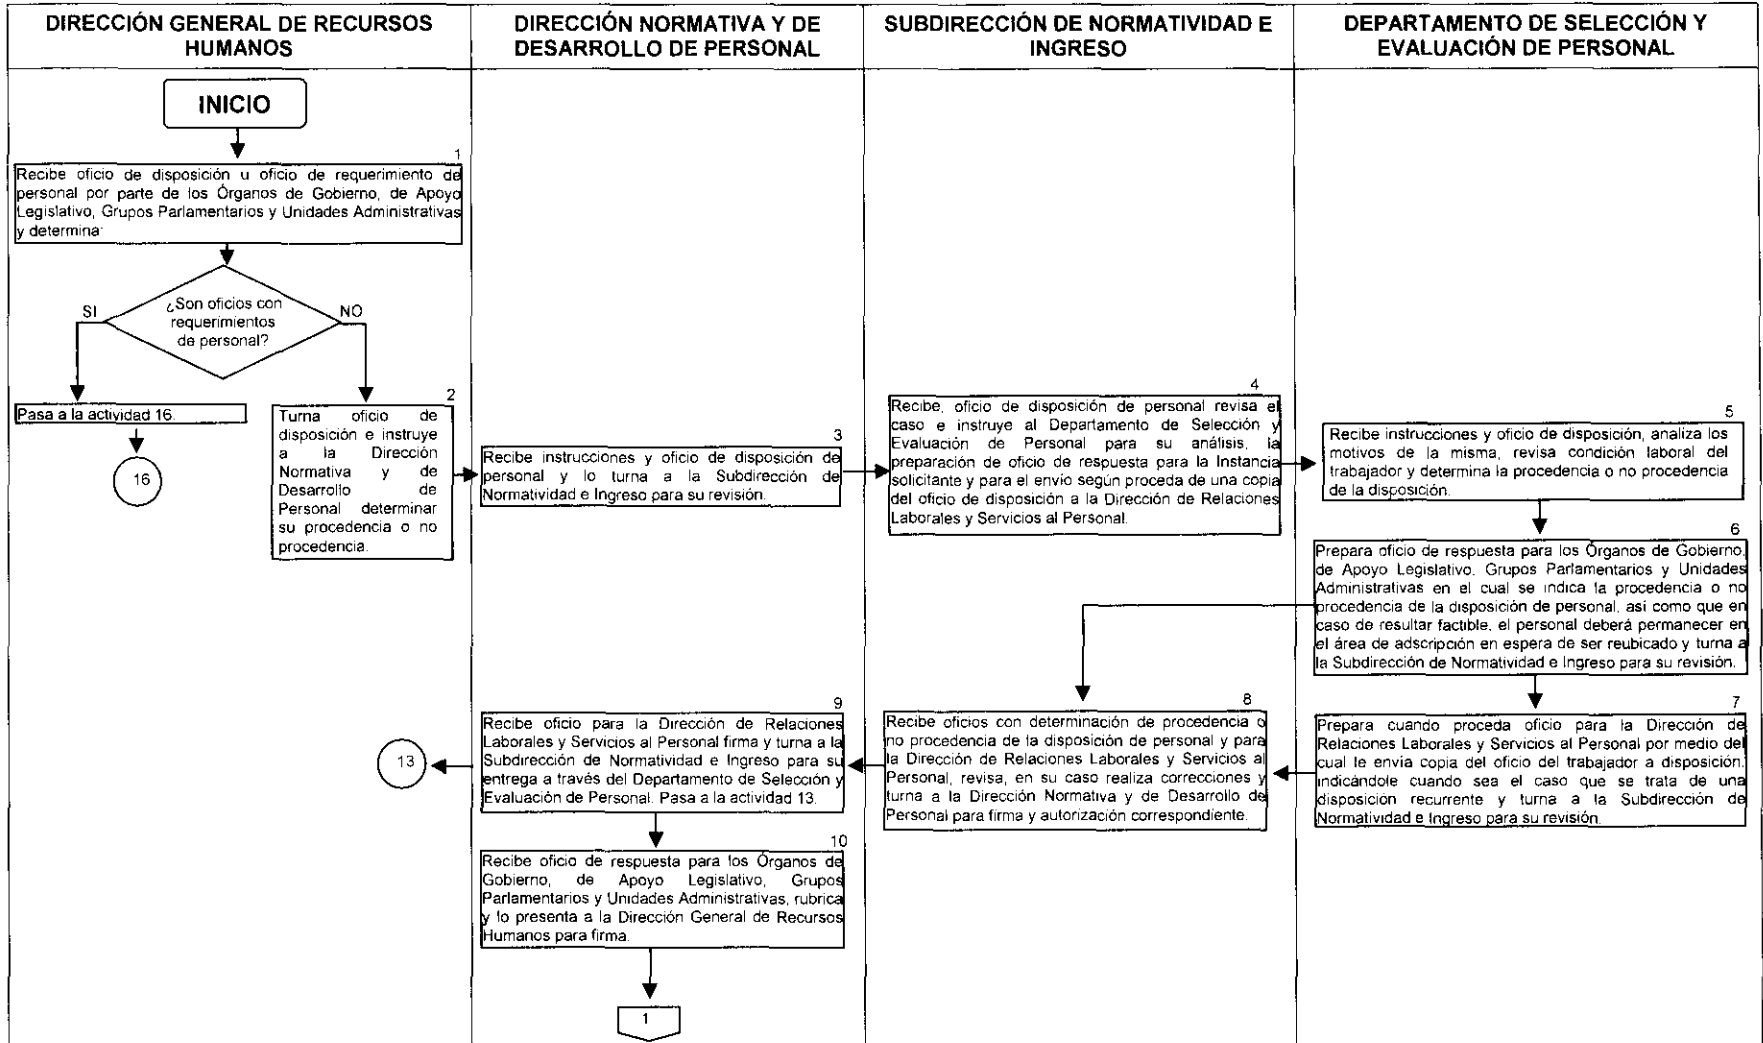 DIRECCIÓN GENERAL DE RECURSOS
HUMANOS
DIRECCIÓN NORMATIVA Y DE
DESARROLLO DE PERSONAL
SUBDIRECCIÓN DE NORMATIVIDAD E
INGRESO
DEPARTAMENTO DE SELECCIÓN Y
EVALUACIÓN DE PERSONAL
INICIO
1
Recibe oficio de disposición u oficio de requerimiento de
personal por parte de los Órganos de Gobierno, de Apoyo
Legislativo, Grupos Parlamentarios y Unidades Administrativas
y determina:
¿Son oficios con
requerimientos
de personal?
SI
NO
Pasa a la actividad 16.
16
2
Turna oficio de
disposición e instruye
a la Dirección
Normativa y de
Desarrollo de
Personal determinar
su procedencia o no
procedencia.
3
Recibe instrucciones y oficio de disposición de
personal y lo turna a la Subdirección de
Normatividad e Ingreso para su revisión.
4
Recibe, oficio de disposición de personal revisa el
caso e instruye al Departamento de Selección y
Evaluación de Personal para su análisis, la
preparación de oficio de respuesta para la Instancia
solicitante y para el envío según proceda de una copia
del oficio de disposición a la Dirección de Relaciones
Laborales y Servicios al Personal.
5
Recibe instrucciones y oficio de disposición, analiza los
motivos de la misma, revisa condición laboral del
trabajador y determina la procedencia o no procedencia
de la disposición.
6
Prepara oficio de respuesta para los Órganos de Gobierno,
de Apoyo Legislativo, Grupos Parlamentarios y Unidades
Administrativas en el cual se indica la procedencia o no
procedencia de la disposición de personal, así como que en
caso de resultar factible, el personal deberá permanecer en
el área de adscripción en espera de ser reubicado y turna a
la Subdirección de Normatividad e Ingreso para su revisión.
7
Prepara cuando proceda oficio para la Dirección de
Relaciones Laborales y Servicios al Personal por medio del
cual le envía copia del oficio del trabajador a disposición,
indicándole cuando sea el caso que se trata de una
disposición recurrente y turna a la Subdirección de
Normatividad e Ingreso para su revisión.
8
Recibe oficios con determinación de procedencia o
no procedencia de la disposición de personal y para
la Dirección de Relaciones Laborales y Servicios al
Personal, revisa, en su caso realiza correcciones y
turna a la Dirección Normativa y de Desarrollo de
Personal para firma y autorización correspondiente.
9
Recibe oficio para la Dirección de Relaciones
Laborales y Servicios al Personal firma y turna a la
Subdirección de Normatividad e Ingreso para su
entrega a través del Departamento de Selección y
Evaluación de Personal. Pasa a la actividad 13.
13
10
Recibe oficio de respuesta para los Órganos de
Gobierno, de Apoyo Legislativo, Grupos
Parlamentarios y Unidades Administrativas, rubrica
y lo presenta a la Dirección General de Recursos
Humanos para firma.
1